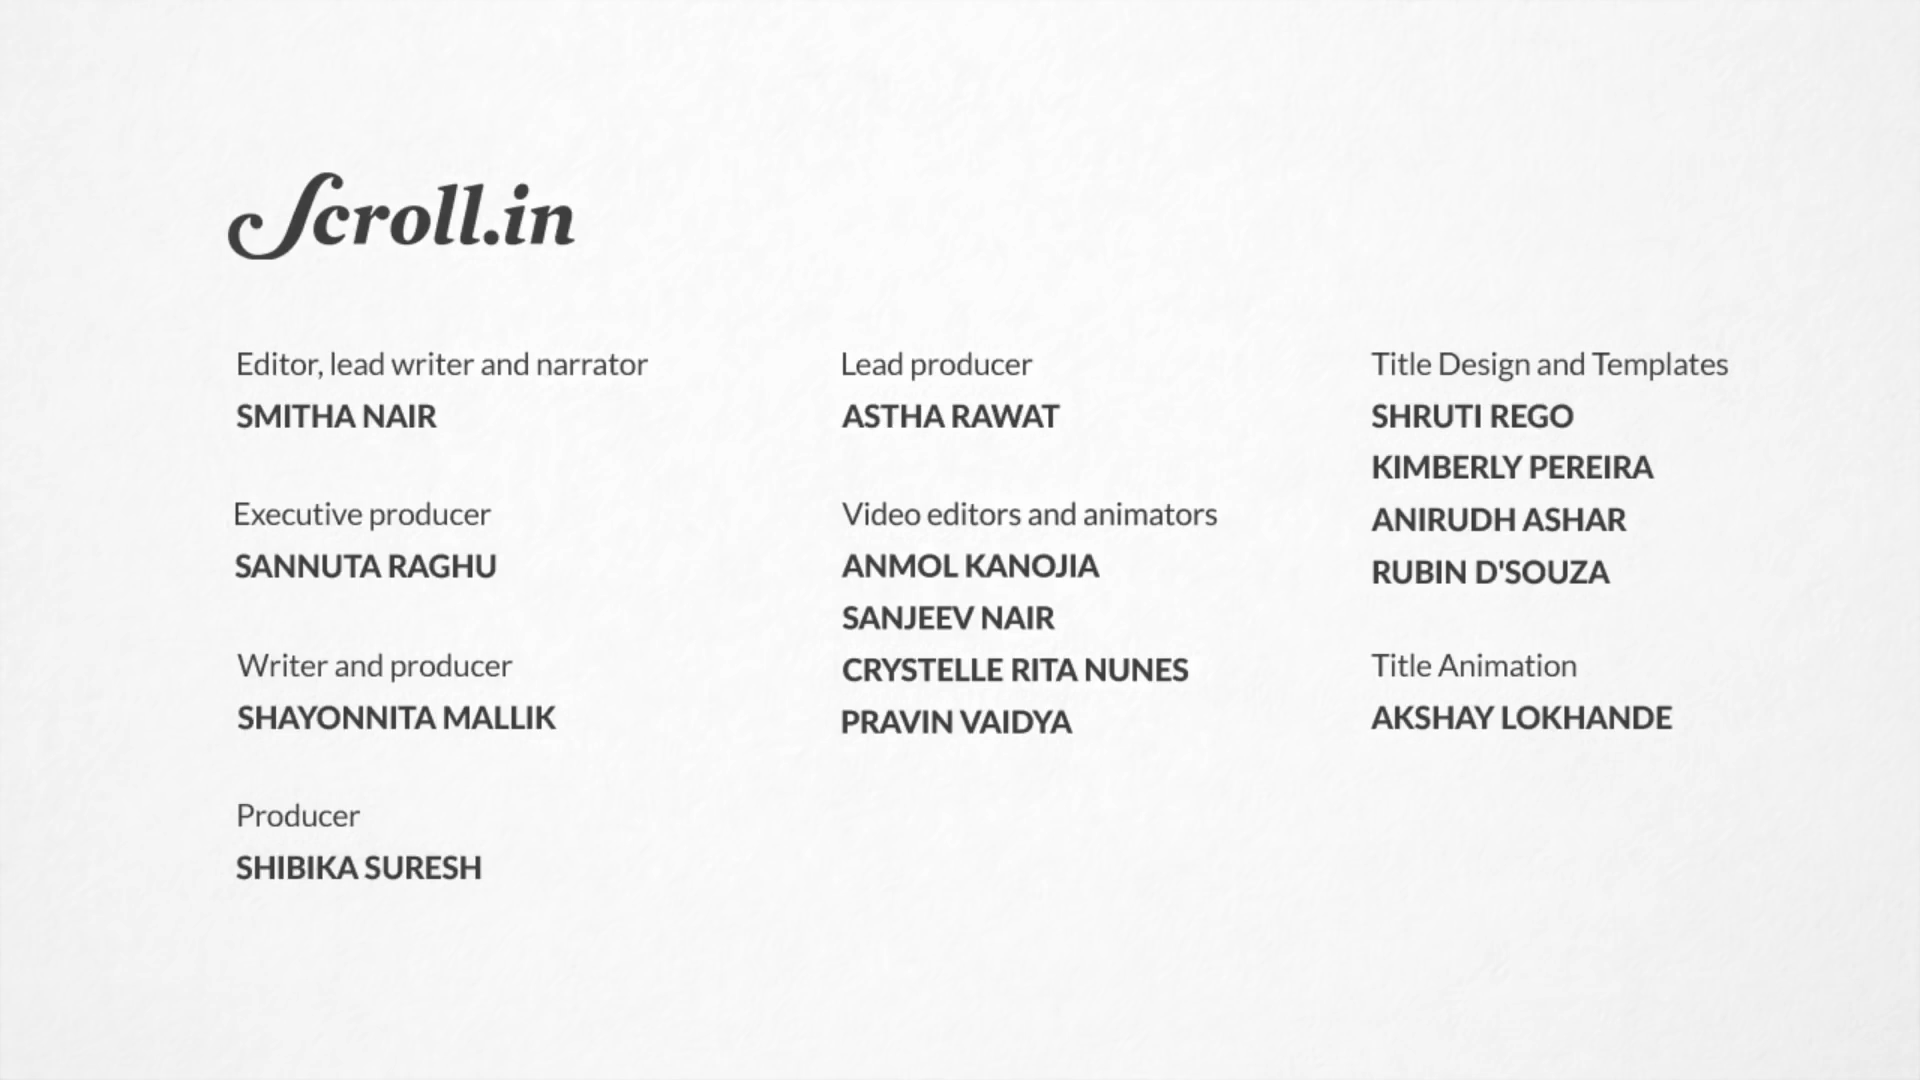 Scroll.in
Editor, lead writer and narrator
SMITHA NAIR
Executive producer
SANNUTA RAGHU
Writer and producer
SHAYONNITA MALLIK
Producer
SHIBIKA SURESH
Lead producer
ASTHA RAWAT
Video editors and animators
ANMOL KANOJIA
SANJEEV NAIR
CRYSTELLE RITA NUNES
PRAVIN VAIDYA
Title Design and Templates
SHRUTI REGO
KIMBERLY PEREIRA
ANIRUDH ASHAR
RUBIN D'SOUZA
Title Animation
AKSHAY LOKHANDE